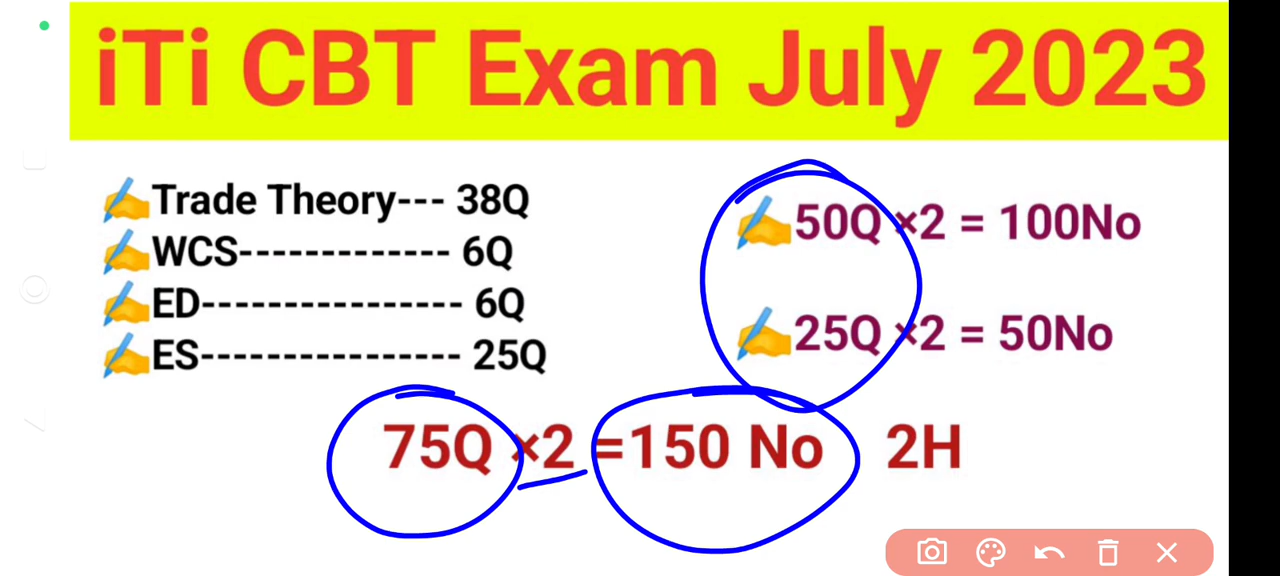 iTi CBT Exam July 2023
✍Trade Theory--- 38Q
✍WCS------------- 6Q
✍ED---------------- 6Q
✍ES---------------- 25Q
✍50Q ×2 = 100No
✍25Q ×2 = 50No
75Q ×2 =150 No 2H